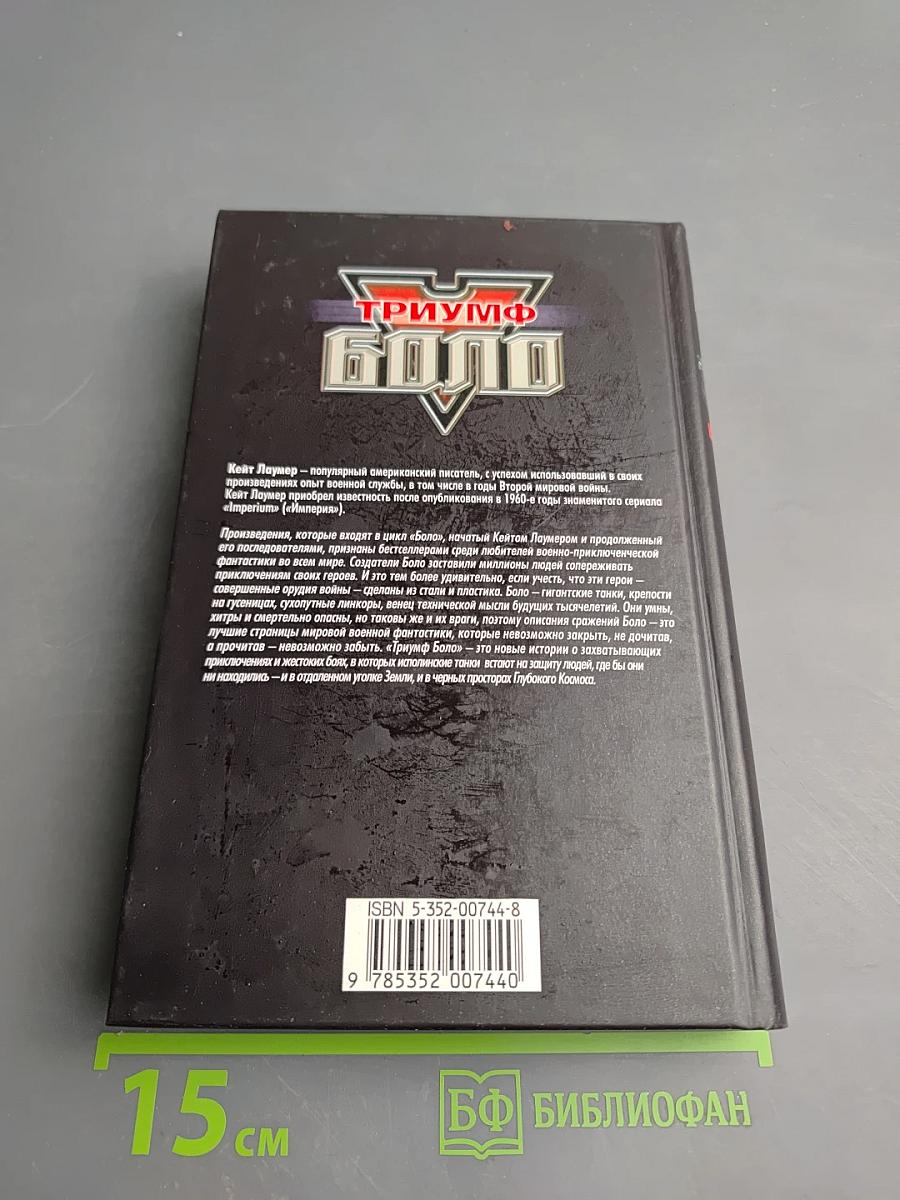 ТРИУМФ
БОЛО
Кейт Лаумер – популярный американский писатель, с успехом использовавший в своих
произведениях опыт военной службы, в том числе в годы Второй мировой войны.
Кейт Лаумер приобрел известность после опубликования в 1960-е годы знаменитого сериала
«Imperium» («Империя»).
Произведения, которые входят в цикл «Боло», начатый Кейтом Лаумером и продолженный
его последователями, признаны бестселлерами среди любителей военно-приключенческой
фантастики во всем мире. Создатели Боло заставили миллионы людей сопереживать
приключениям своих героев. И это тем более удивительно, если учесть, что эти герои –
совершенные орудия войны – сделаны из стали и пластика. Боло – гигантские танки, крепости
на гусеницах, сухопутные линкоры, венец технической мысли будущих тысячелетий. Они умны,
хитры и смертельно опасны, но таковы же и их враги, поэтому описания сражений Боло – это
лучшие страницы мировой военной фантастики, которые невозможно закрыть, не дочитав,
а прочитав – невозможно забыть. «Триумф Боло» – это новые истории о захватывающих
приключениях и жестоких боях, в которых исполинские танки встают на защиту людей, где бы они
ни находились – и в отдаленном уголке Земли, и в черных просторах Глубокого Космоса.
ISBN 5-352-00744-8
9 785352 007440
15 см
БФ БИБЛИОФАН